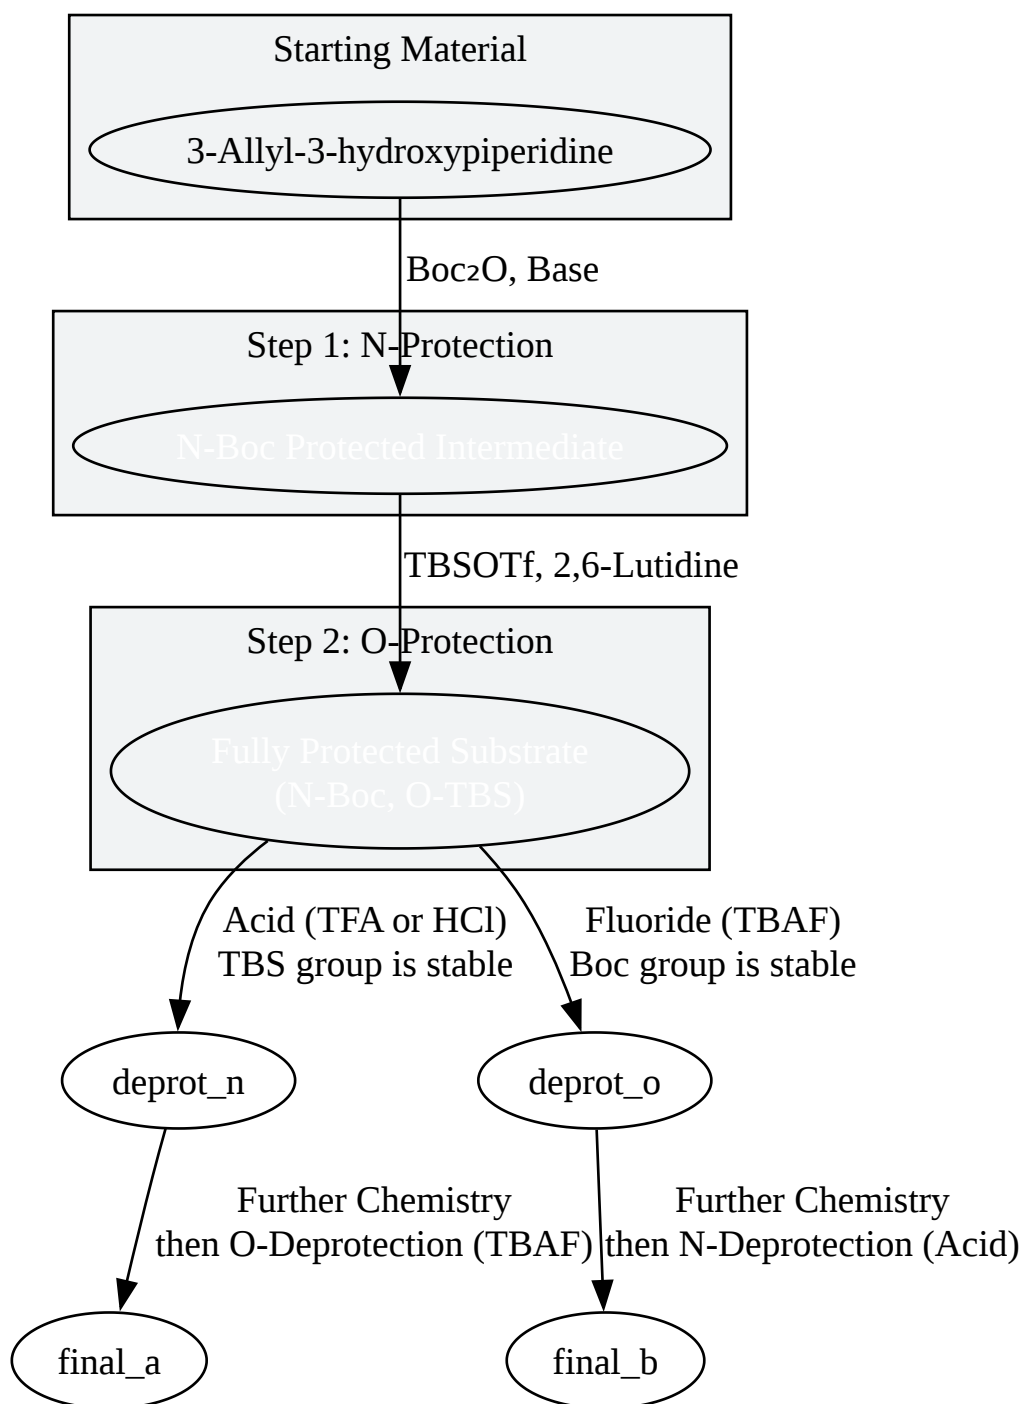 Starting Material
3-Allyl-3-hydroxypiperidine
Boc₂O, Base
Step 1: N-Protection
N-Boc Protected Intermediate
TBSOTf, 2,6-Lutidine
Step 2: O-Protection
Fully Protected Substrate
(N-Boc, O-TBS)
Acid (TFA or HCl)
TBS group is stable
Fluoride (TBAF)
Boc group is stable
deprot_n
deprot_o
Further Chemistry
then O-Deprotection (TBAF)
Further Chemistry
then N-Deprotection (Acid)
final_a
final_b